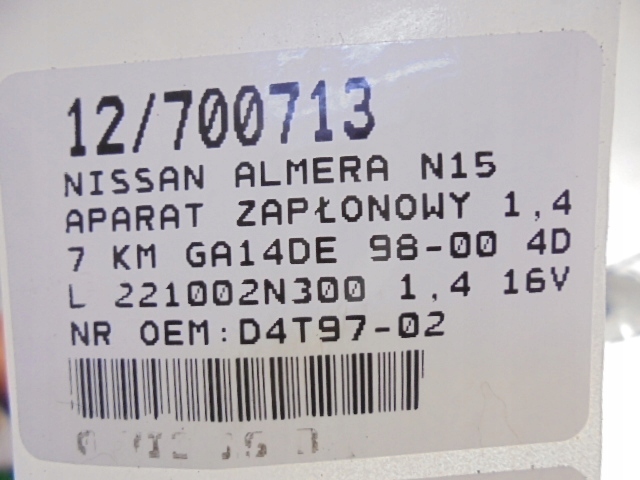 12/700713
NISSAN ALMERA N15
APARAT ZAPŁONOWY 1,4
7 KM GA14DE 98-00 4D
L 221002N300 1,4 16V
NR OEM:D4T97-02